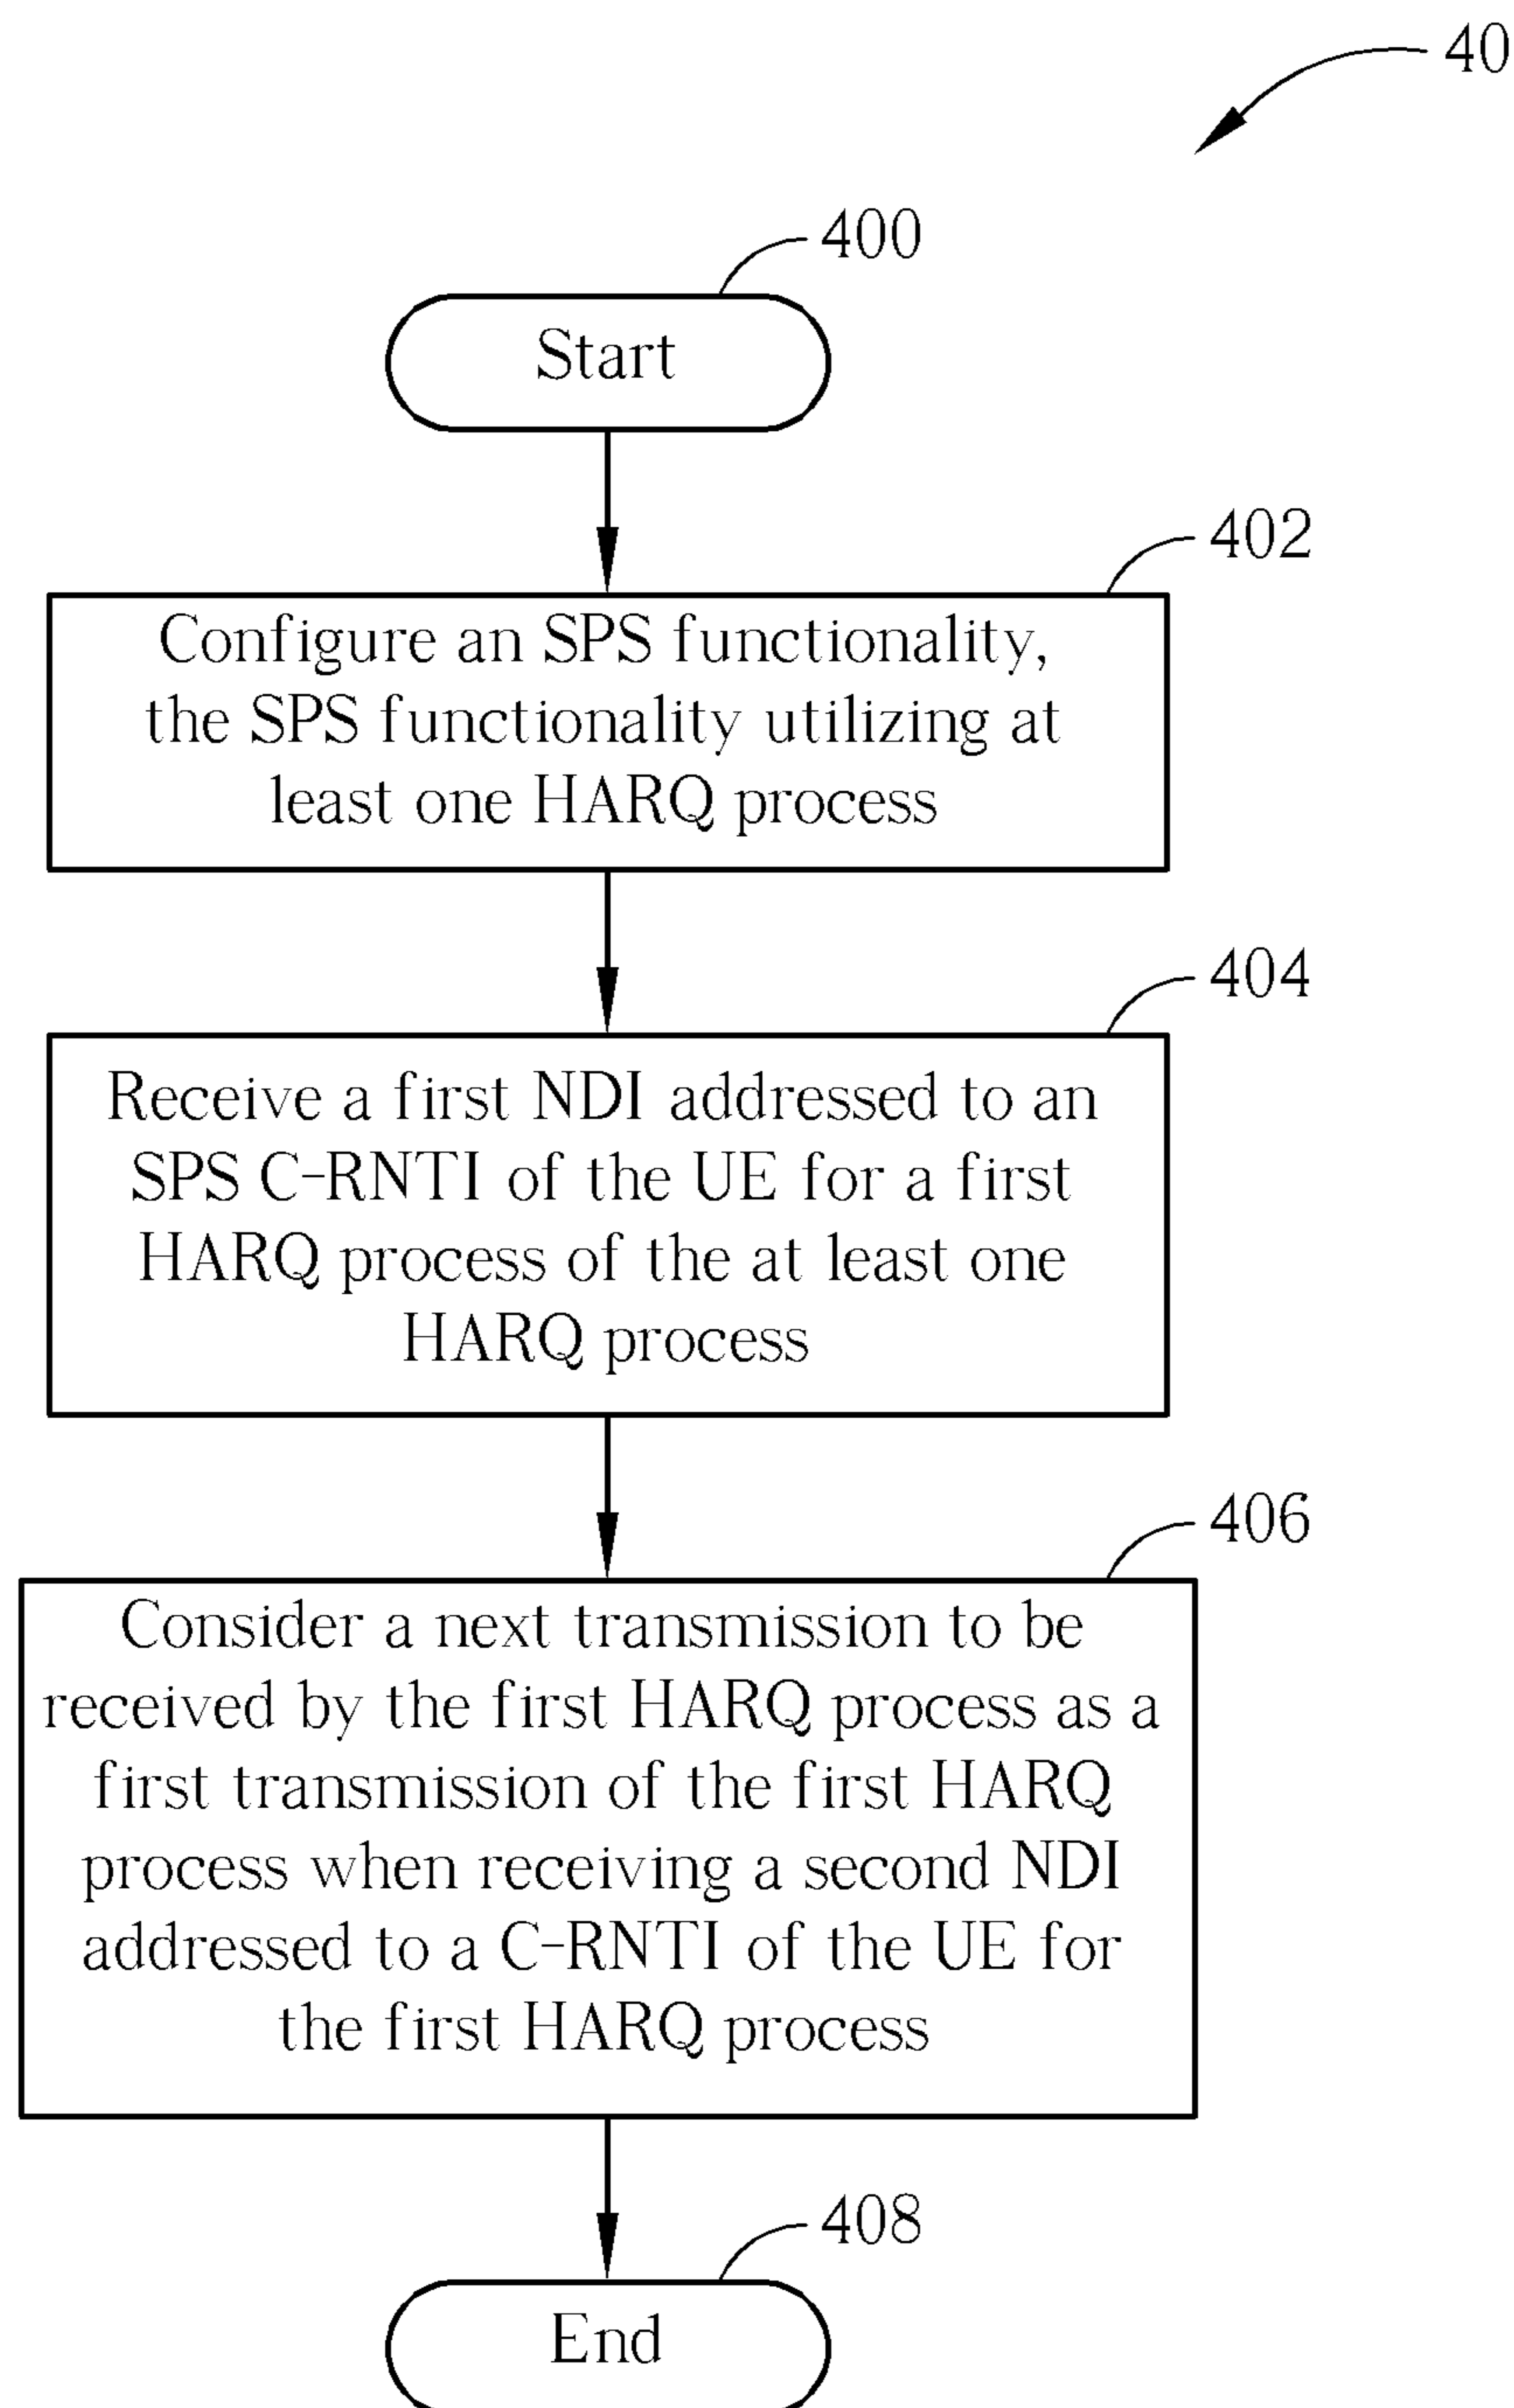 40
400
Start
402
Configure an SPS functionality,
the SPS functionality utilizing at
least one HARQ process
404
Receive a first NDI addressed to an
SPS C-RNTI of the UE for a first
HARQ process of the at least one
HARQ process
406
Consider a next transmission to be
received by the first HARQ process as a
first transmission of the first HARQ
process when receiving a second NDI
addressed to a C-RNTI of the UE for
the first HARQ process
408
End